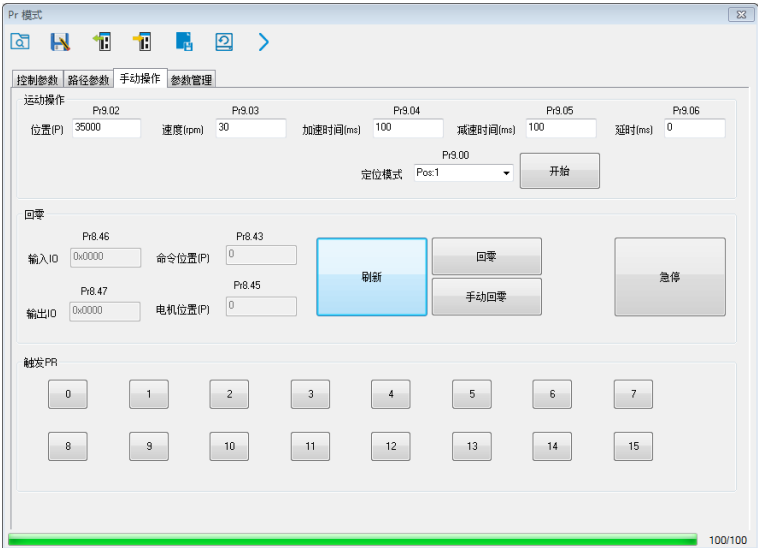 Pr 模式
控制参数 路径参数 手动操作 参数管理
运动操作
Pr9.02 Pr9.03 Pr9.04 Pr9.05 Pr9.06
位置(P) 35000 速度(rpm) 30 加速时间(ms) 100 减速时间(ms) 100 延时(ms) 0
Pr9.00
定位模式 Pos:1 开始
回零
Pr8.46 Pr8.43
输入IO 0x0000 命令位置(P) 0 刷新 回零 急停
Pr8.47 Pr8.45 手动回零
输出IO 0x0000 电机位置(P) 0
触发PR
0 1 2 3 4 5 6 7
8 9 10 11 12 13 14 15
100/100